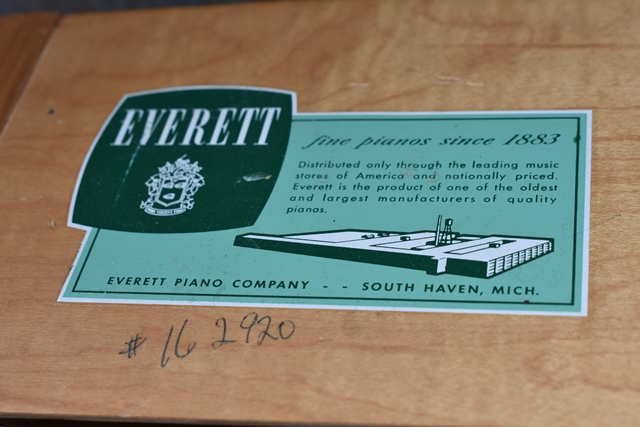 EVERETT
fine pianos since 1883
Distributed only through the leading music
stores of America and nationally priced.
Everett is the product of one of the oldest
and largest manufacturers of quality
pianos.
EVERETT PIANO COMPANY - - SOUTH HAVEN, MICH.
# 162920